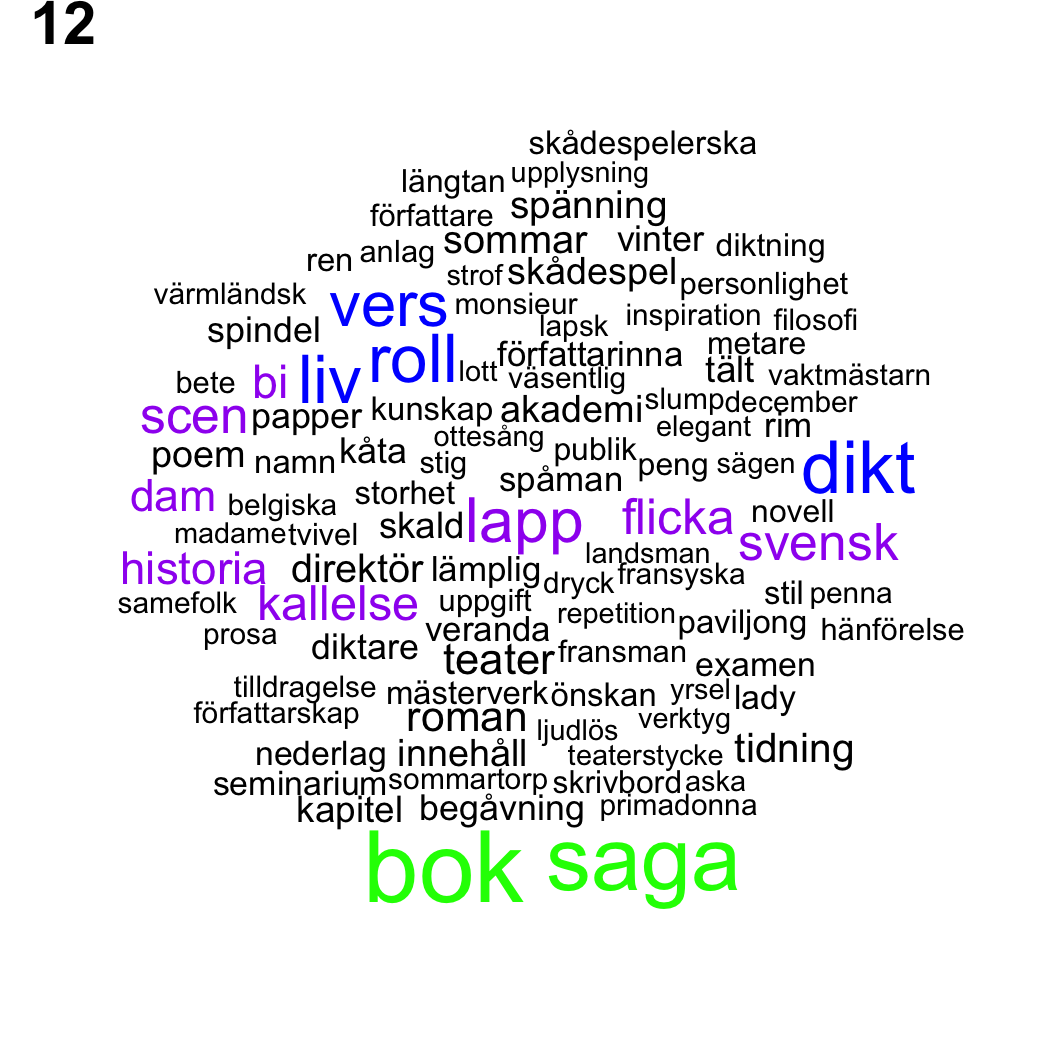 12
skådespelerska
längtan upplysning
författare spänning
sommar vinter diktning
ren anlag strof skådespel personlighet
värmländsk vers monsieur inspiration filosofi
spindel lapsk metare
roll lott författarinna tält vaktmästarn
bete bi liv väsentlig
scen papper kunskap akademi slump december
ottesång elegant rim
poem namn kåta stig publik peng sägen dikt
dam belgiska storhet spåman
madame tvivel skald lapp flicka novell
landsman svensk
historia direktör lämplig dryck fransyska
samefolk kallelse uppgift repetition stil penna
prosa diktare veranda paviljong hänförelse
teater fransman examen
tilldragelse mästerverk önskan yrsel lady
författarskap roman ljudlös verktyg
nederlag innehåll teaterstycke tidning
seminarium sommartorp skrivbord aska
kapitel begåvning primadonna
bok saga